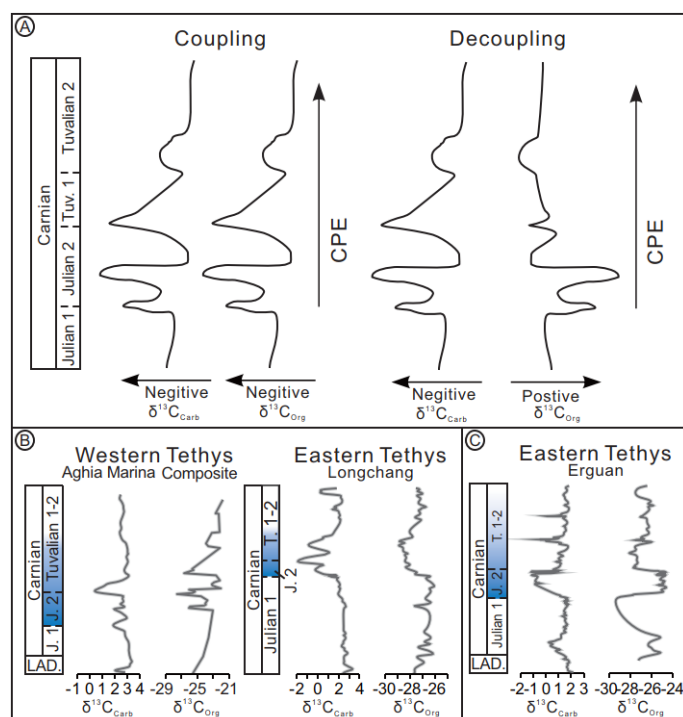 A
Coupling
Decoupling
Carnian
Tuvalian 2
Tuv. 1
Julian 2
Julian 1
CPE
CPE
Negitive
δ13CCarb
Negitive
δ13COrg
Negitive
δ13CCarb
Postive
δ13COrg
B
Western Tethys
Aghia Marina Composite
Eastern Tethys
Longchang
Carnian
Tuvalian 1-2
J. 2
J. 1
LAD.
Carnian
T. 1-2
J. 2
Julian 1
-1 0 1 2 3 4
δ13CCarb
-29 -25 -21
δ13COrg
-2 0 2 4
δ13CCarb
-30 -28 -26
δ13COrg
C
Eastern Tethys
Erguan
Carnian
T. 1-2
J. 2
Julian 1
LAD.
-2 -1 0 1 2 3
δ13CCarb
-30 -28 -26 -24
δ13COrg